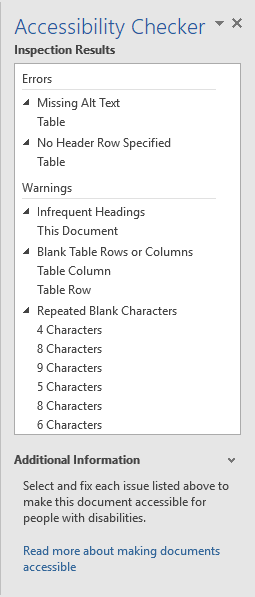 Accessibility Checker
Inspection Results
Errors
Missing Alt Text
Table
No Header Row Specified
Table
Warnings
Infrequent Headings
This Document
Blank Table Rows or Columns
Table Column
Table Row
Repeated Blank Characters
4 Characters
8 Characters
9 Characters
5 Characters
8 Characters
6 Characters
Additional Information
Select and fix each issue listed above to
make this document accessible for
people with disabilities.
Read more about making documents
accessible